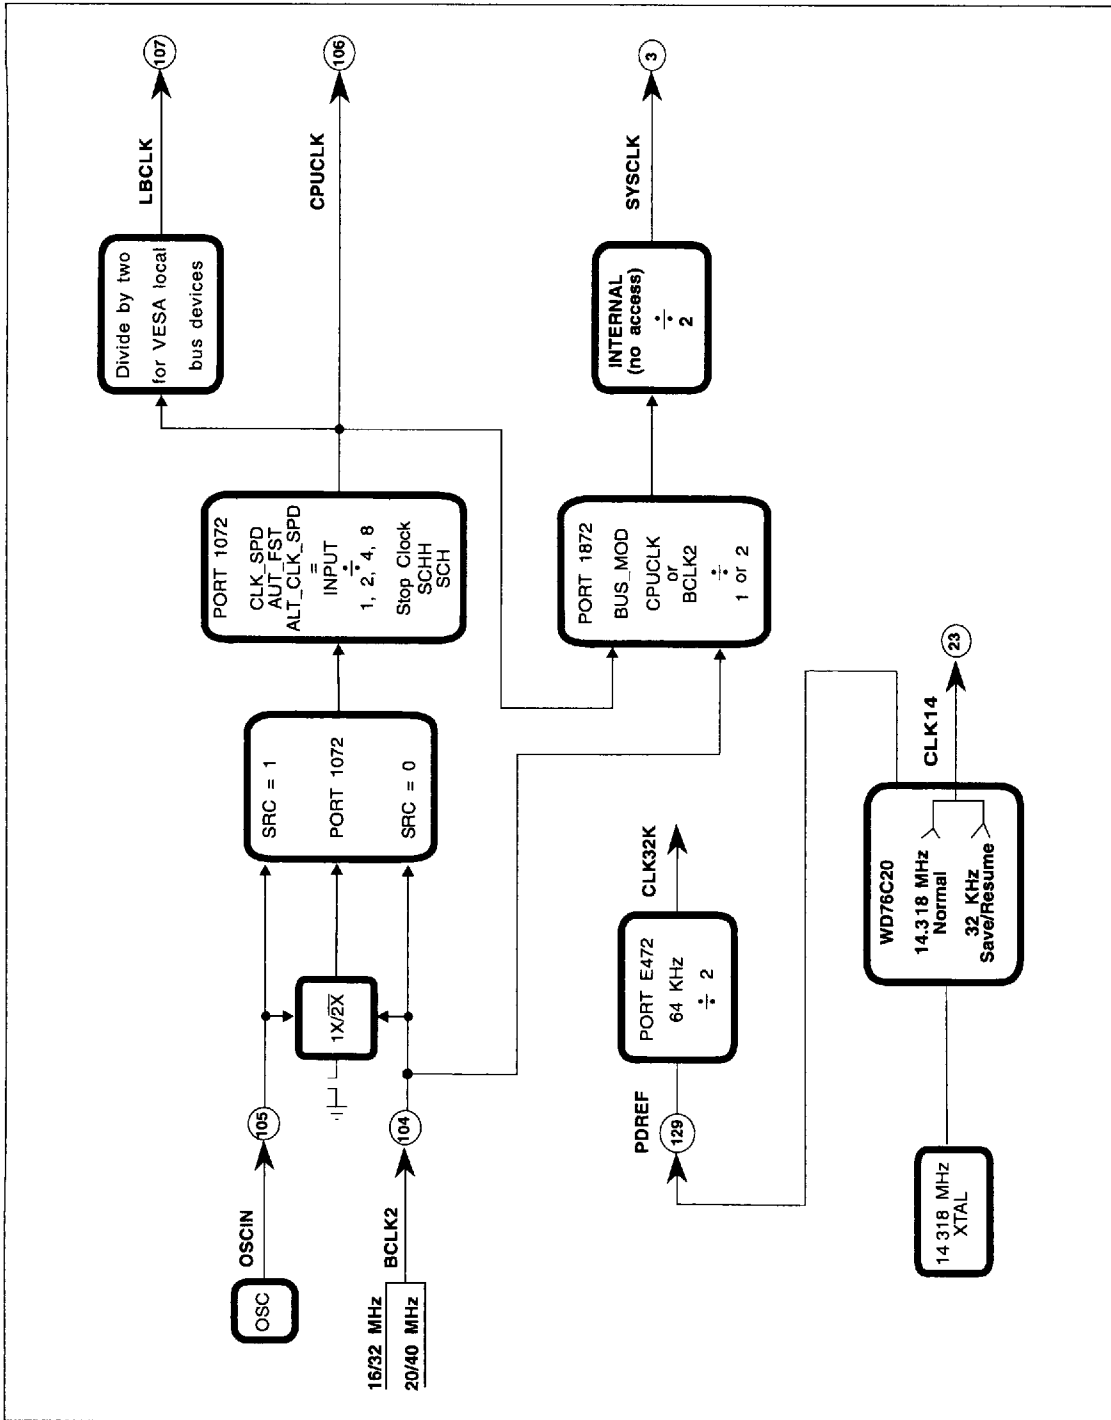 OSC
OSCIN
105
16/32 MHz
20/40 MHz
BCLK2
104
1X/2X
SRC = 1
PORT 1072
SRC = 0
PORT 1072
CLK_SPD
AUT_FST
ALT_CLK_SPD
=
INPUT
÷
1, 2, 4, 8
Stop Clock
SCHH
SCH
Divide by two
for VESA local
bus devices
LBCLK
107
CPUCLK
106
PORT 1872
BUS_MOD
CPUCLK
or
BCLK2
÷
1 or 2
INTERNAL
(no access)
÷
2
SYSCLK
3
PDREF
129
PORT E472
64 KHz
÷ 2
CLK32K
14 318 MHz
XTAL
WD76C20
14.318 MHz
Normal
32 KHz
Save/Resume
CLK14
23